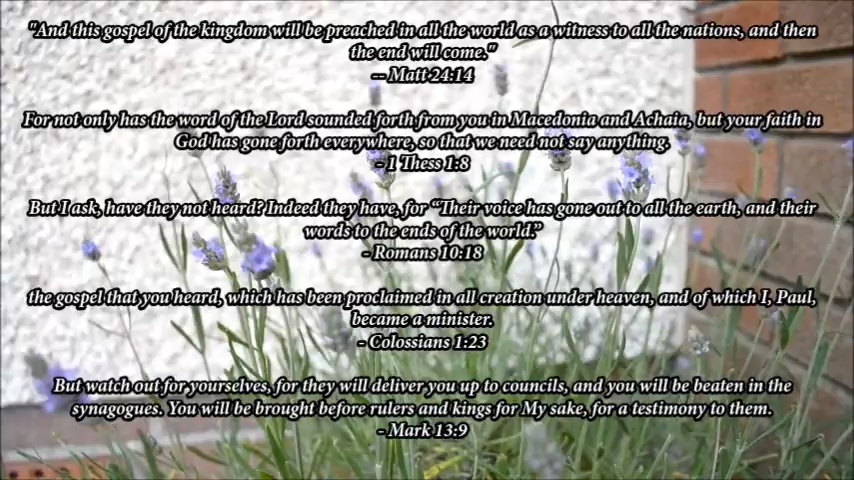 "And this gospel of the kingdom will be preached in all the world as a witness to all the nations, and then
the end will come."
-- Matt 24:14
For not only has the word of the Lord sounded forth from you in Macedonia and Achaia, but your faith in
God has gone forth everywhere, so that we need not say anything.
- 1 Thess 1:8
But I ask, have they not heard? Indeed they have, for “Their voice has gone out to all the earth, and their
words to the ends of the world.”
- Romans 10:18
the gospel that you heard, which has been proclaimed in all creation under heaven, and of which I, Paul,
became a minister.
- Colossians 1:23
But watch out for yourselves, for they will deliver you up to councils, and you will be beaten in the
synagogues. You will be brought before rulers and kings for My sake, for a testimony to them.
- Mark 13:9